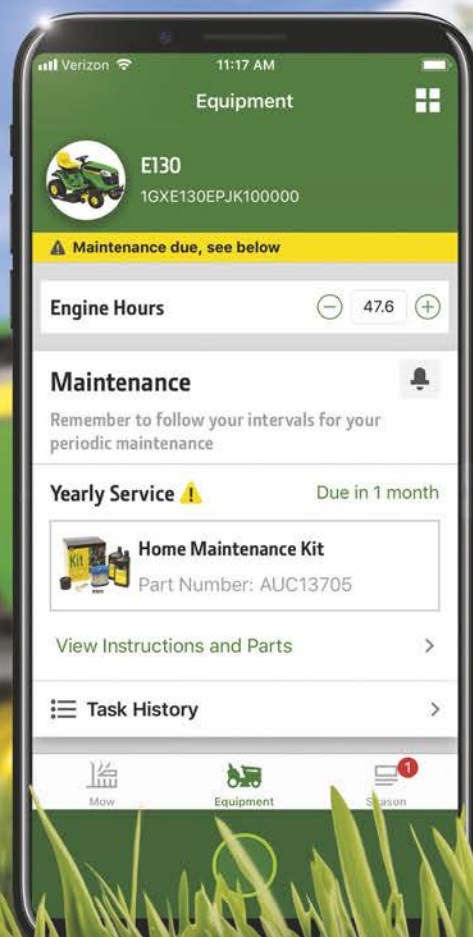 Verizon
11:17 AM
Equipment
E130
1GXE130EPJK100000
Maintenance due, see below
Engine Hours
47.6
Maintenance
Remember to follow your intervals for your
periodic maintenance
Yearly Service
Due in 1 month
Kit
Home Maintenance Kit
Part Number: AUC13705
View Instructions and Parts
Task History
1
Mow
Equipment
Season